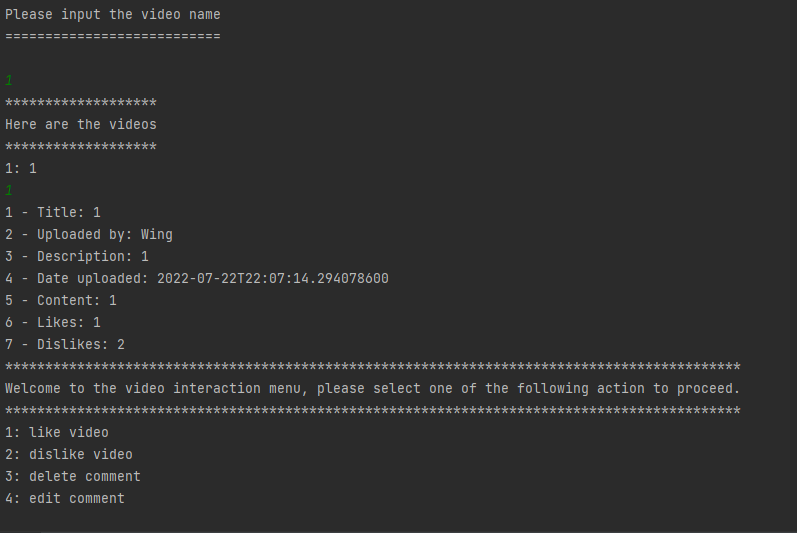 Please input the video name
===========================
1
*******************
Here are the videos
*******************
1: 1
1
1 - Title: 1
2 - Uploaded by: Wing
3 - Description: 1
4 - Date uploaded: 2022-07-22T22:07:14.294078600
5 - Content: 1
6 - Likes: 1
7 - Dislikes: 2
********************************************************************************************
Welcome to the video interaction menu, please select one of the following action to proceed.
********************************************************************************************
1: like video
2: dislike video
3: delete comment
4: edit comment